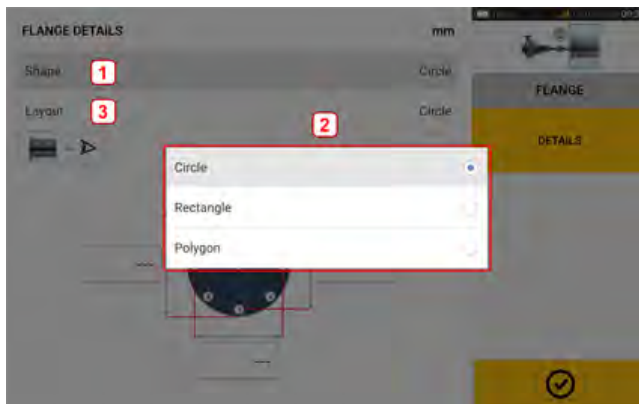 FLANGE DETAILS
mm
Shape
1
Circle
Layout
3
Circle
2
Circle
Rectangle
Polygon
FLANGE
DETAILS